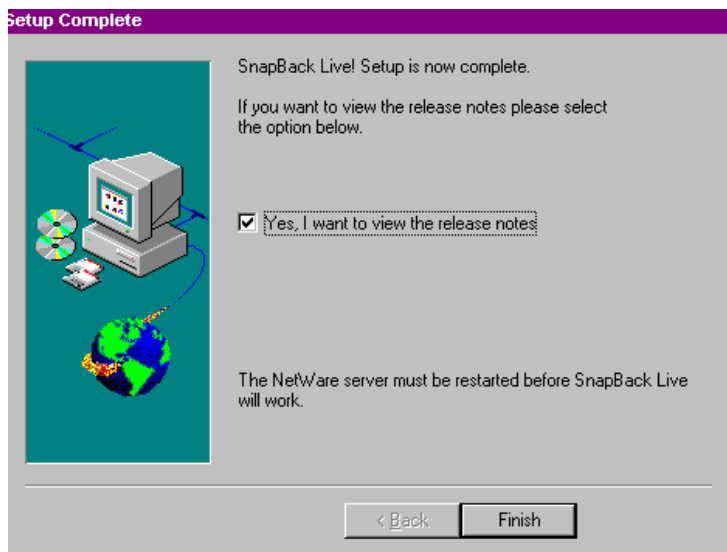 Setup Complete
SnapBack Live! Setup is now complete.
If you want to view the release notes please select
the option below.
Yes, I want to view the release notes
The NetWare server must be restarted before SnapBack Live
will work.
< Back
Finish